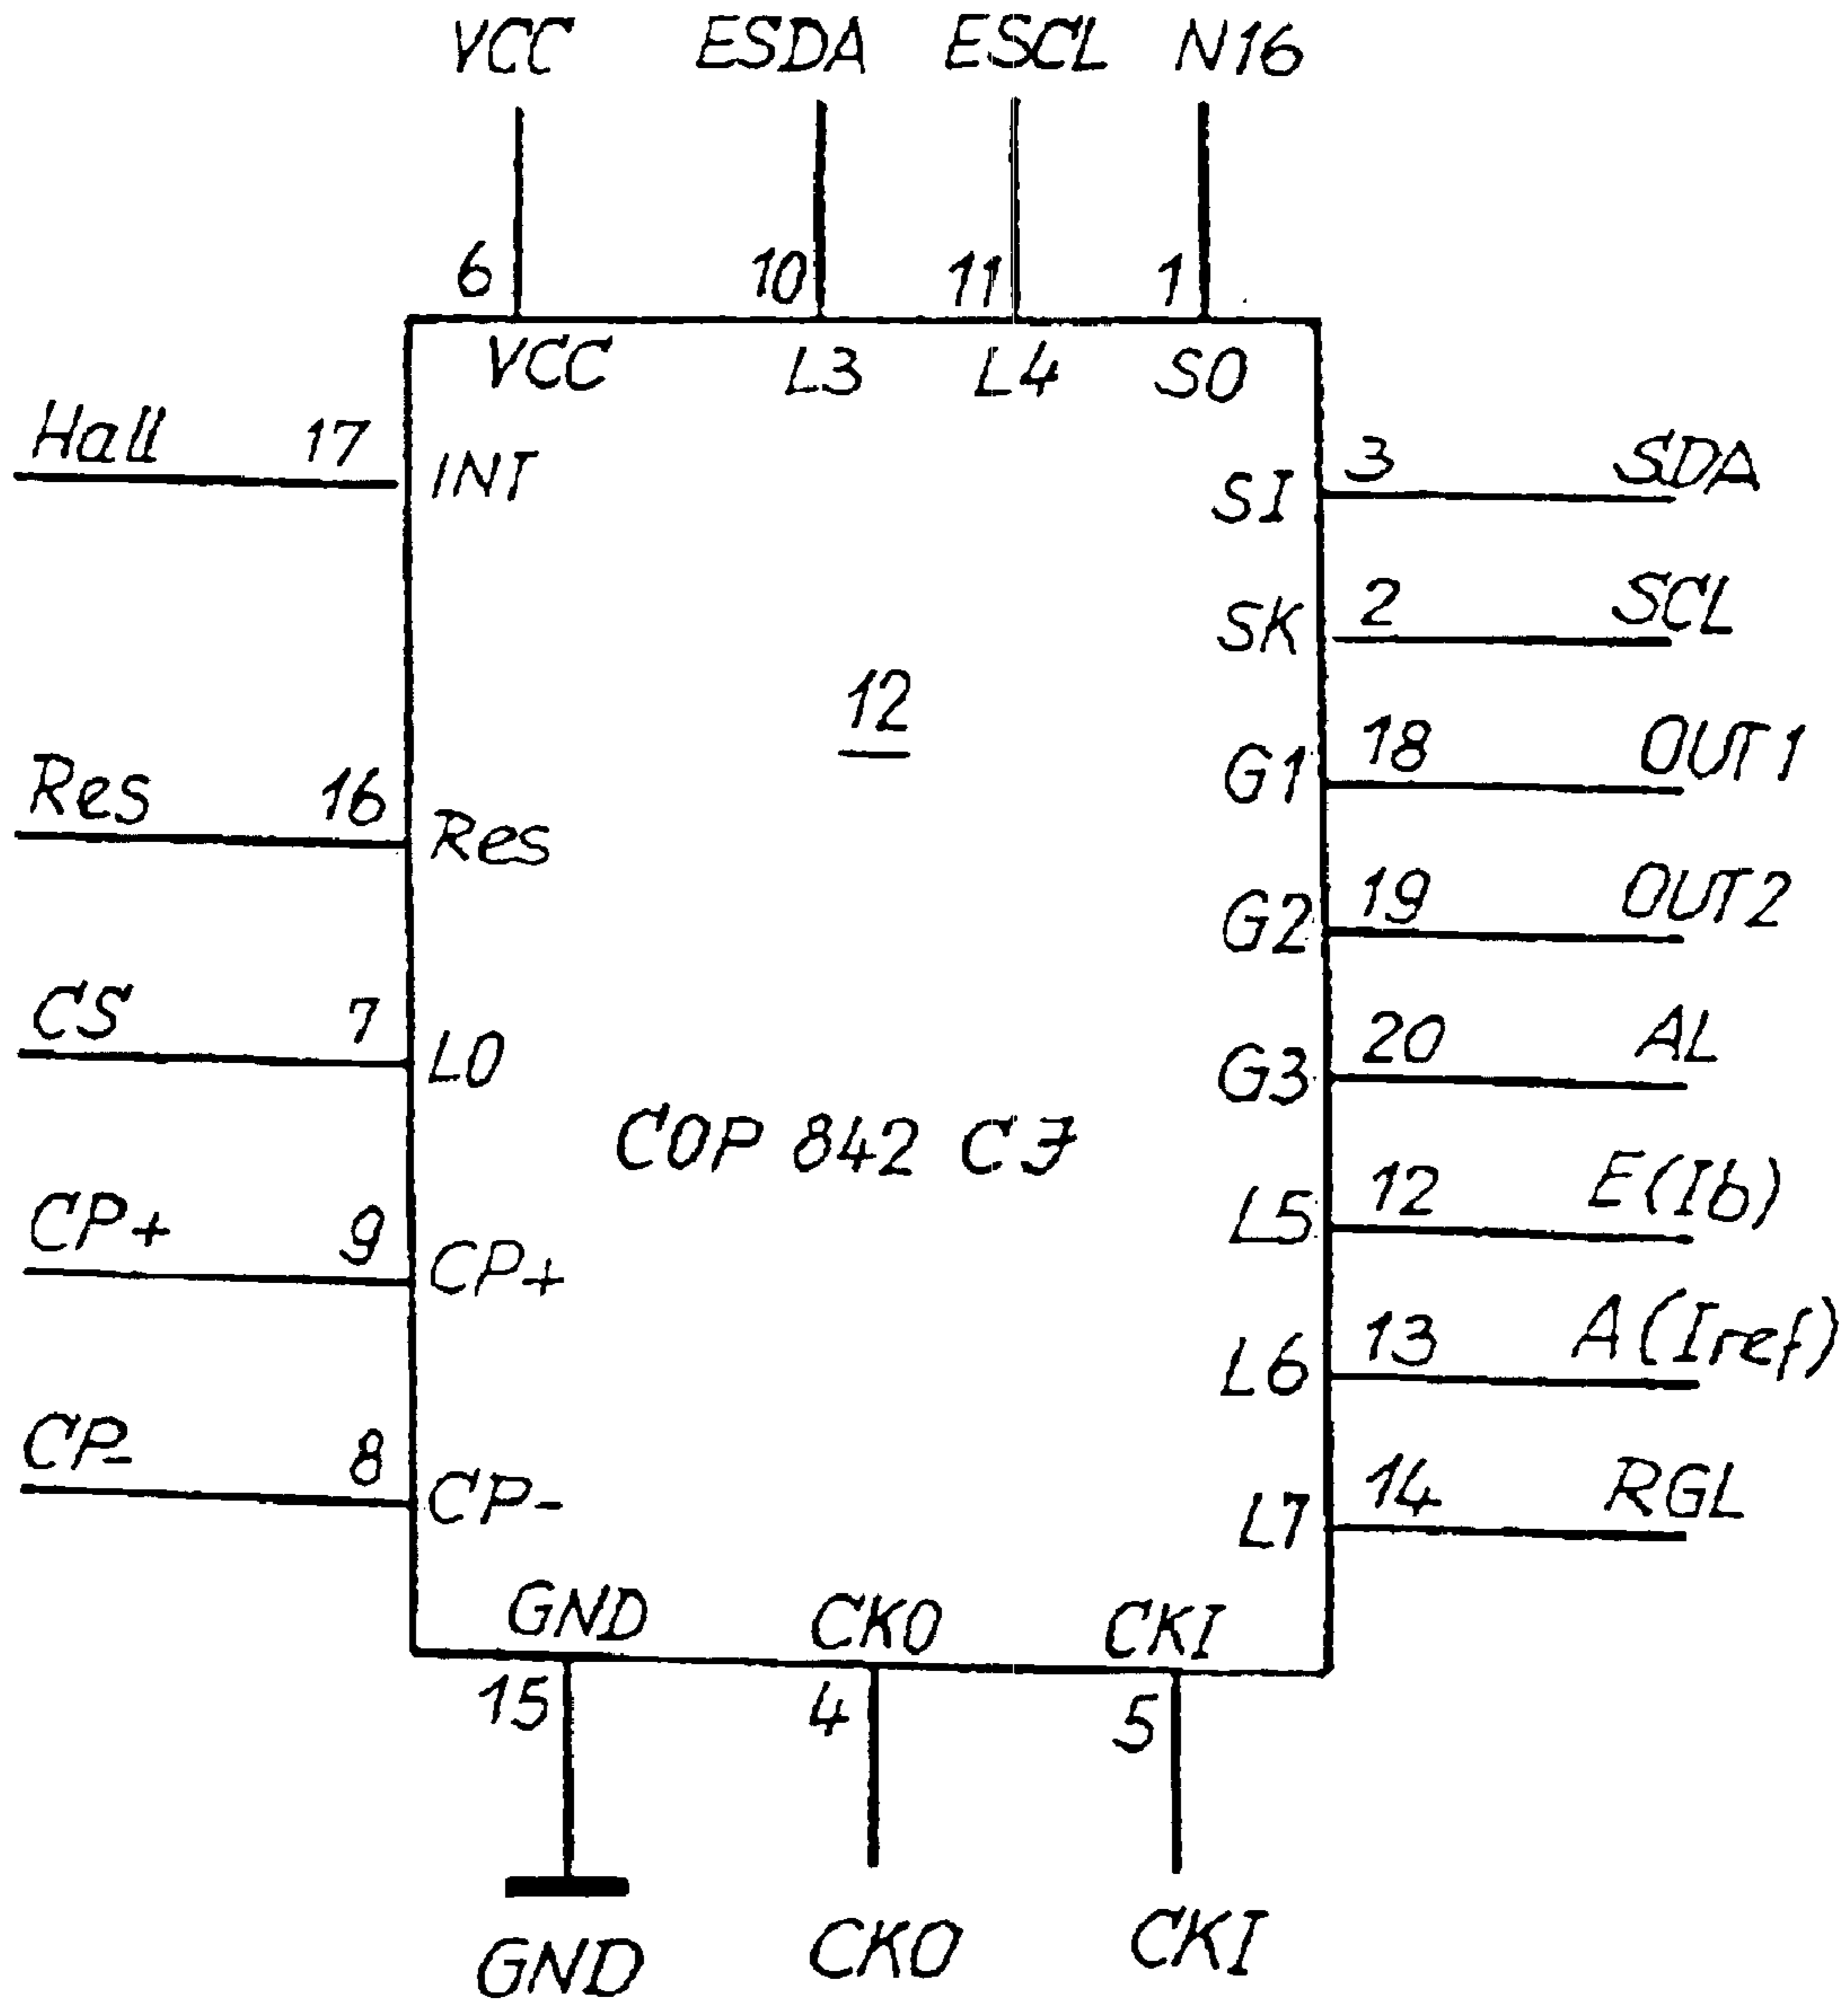 VCC ESDA ESCL N16
6 10 11 1
VCC L3 L4 SO
Hall 17 INT
SI 3 SDA
SK 2 SCL
12
G1 18 OUT1
Res 16 Res
G2 19 OUT2
CS 7 L0
G3 20 AL
COP 842 CJ
L5 12 E(Ib)
CP+ 9 CP+
L6 13 A(Iref)
CP- 8 CP-
L7 14 RGL
GND CKO CKI
15 4 5
GND CKO CKI